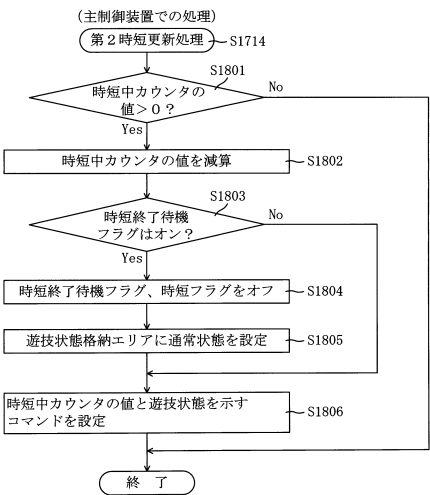 (主制御装置での処理)
第２時短更新処理
S1714
S1801
時短中カウンタの
値＞０？
No
Yes
時短中カウンタの値を減算
S1802
S1803
時短終了待機
フラグはオン？
No
Yes
時短終了待機フラグ、時短フラグをオフ
S1804
遊技状態格納エリアに通常状態を設定
S1805
時短中カウンタの値と遊技状態を示す
コマンドを設定
S1806
終 了